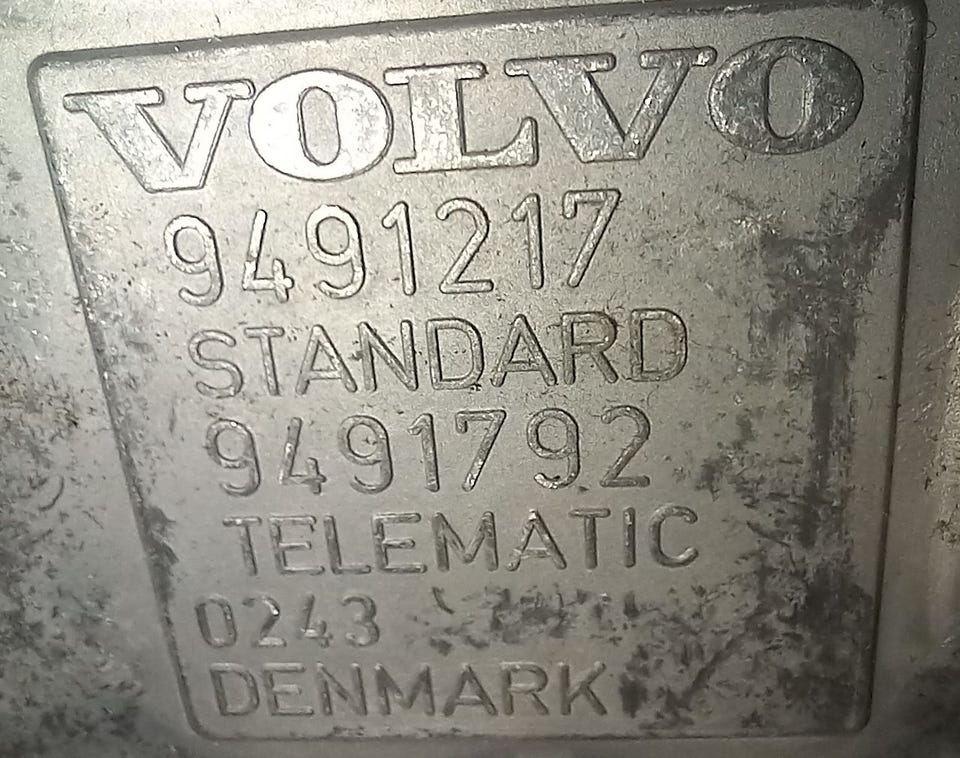 VOLVO
9491217
STANDARD
9491792
TELEMATIC
0243
DENMARK